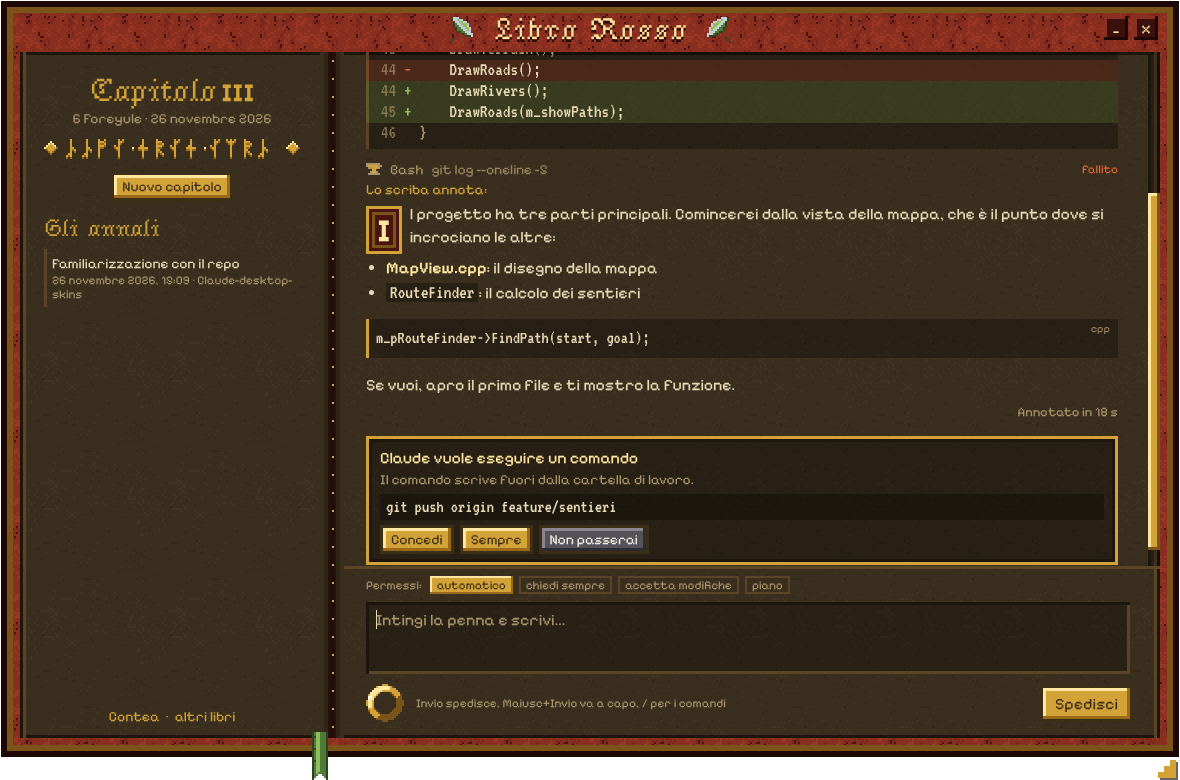 Libro Rosso
Capitolo III
6 Foreyule · 26 novembre 2026
Nuovo capitolo
Gli annali
Familiarizzazione con il repo
26 novembre 2026, 19:09 · Claude-desktop-
skins
Contea · altri libri
44 - DrawRoads();
44 + DrawRivers();
45 + DrawRoads(m_showPaths);
46 }
Bash git log --oneline -S
Fallito
Lo scriba annota:
I l progetto ha tre parti principali. Comincerei dalla vista della mappa, che è il punto dove si
incrociano le altre:
• MapView.cpp: il disegno della mappa
• RouteFinder: il calcolo dei sentieri
cpp
m_pRouteFinder->FindPath(start, goal);
Se vuoi, apro il primo file e ti mostro la funzione.
Annotato in 18 s
Claude vuole eseguire un comando
Il comando scrive fuori dalla cartella di lavoro.
git push origin feature/sentieri
Concedi Sempre Non passerai
Permessi: automatico chiedi sempre accetta modifiche piano
Intingi la penna e scrivi...
Invio spedisce, Maiusc+Invio va a capo, / per i comandi
Spedisci